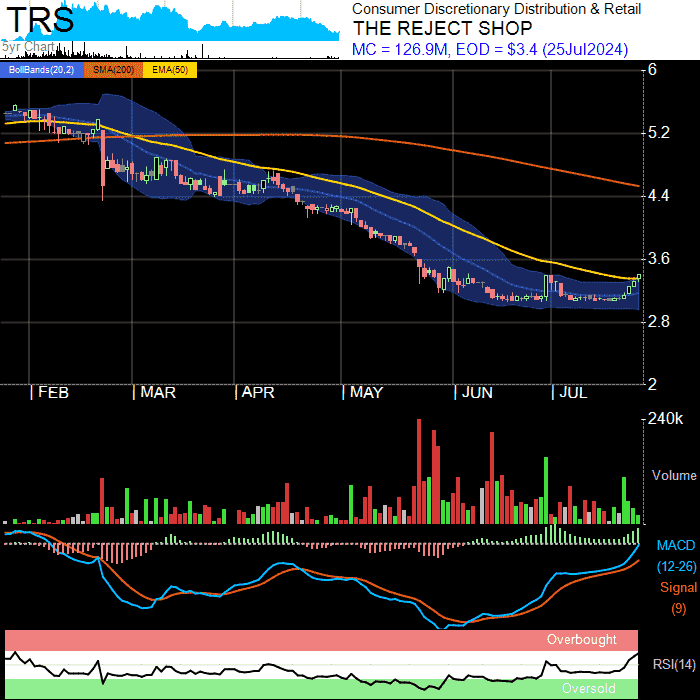 TRS
5yr Chart
Consumer Discretionary Distribution & Retail
THE REJECT SHOP
MC = 126.9M, EOD = $3.4 (25Jul2024)
BollBands(20,2) SMA(200) EMA(50)
6
5.2
4.4
3.6
2.8
2
FEB MAR APR MAY JUN JUL
240k
Volume
MACD
(12-26)
Signal
(9)
Overbought
RSI(14)
Oversold